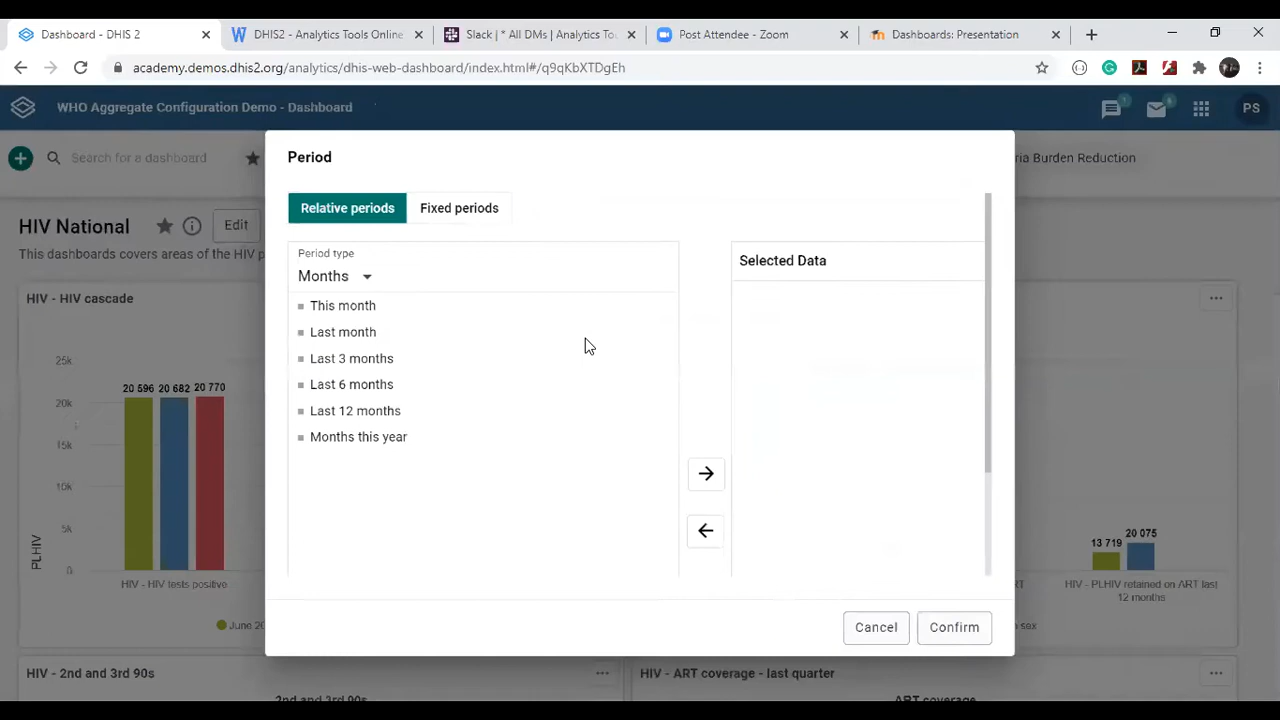 Dashboard - DHIS 2
DHIS2 - Analytics Tools Online
Slack | * All DMs | Analytics To
Post Attendee - Zoom
Dashboards: Presentation
academy.demos.dhis2.org/analytics/dhis-web-dashboard/index.html#/q9qKbXTDgEh
WHO Aggregate Configuration Demo - Dashboard
PS
Search for a dashboard
ria Burden Reduction
Period
Relative periods
Fixed periods
HIV National
Edit
This dashboards covers areas of the HIV p
Period type
Months
Selected Data
This month
Last month
Last 3 months
Last 6 months
Last 12 months
Months this year
HIV - HIV cascade
25k
20k
15k
10k
5k
0k
PLHIV
20 596 20 682 20 770
HIV - HIV tests positive
June 20
13 719
20 075
HIV - PLHIV retained on ART last
12 months
Cancel
Confirm
HIV - 2nd and 3rd 90s
2nd and 3rd 90s
HIV - ART coverage - last quarter
ART coverage